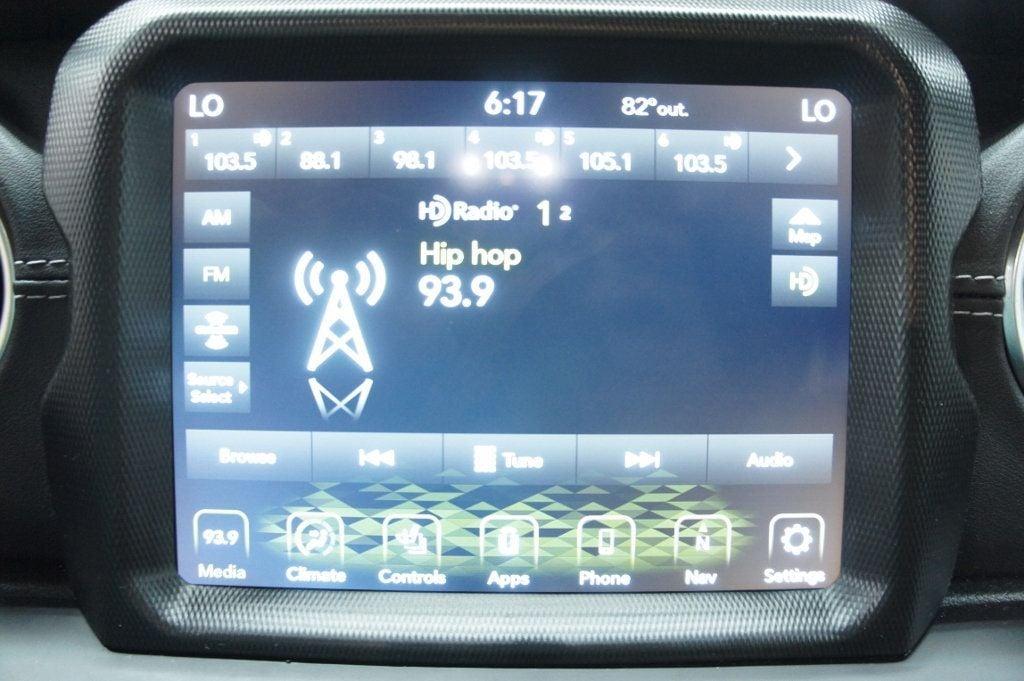 LO 6:17 82°out. LO
1 2 3 4 5 6
103.5 88.1 98.1 103.5 105.1 103.5
AM HD Radio 1 2 Map
Hip hop
FM 93.9 HD
Source
Select
Browse Tune Audio
93.9 N
Media Climate Controls Apps Phone Nav Settings